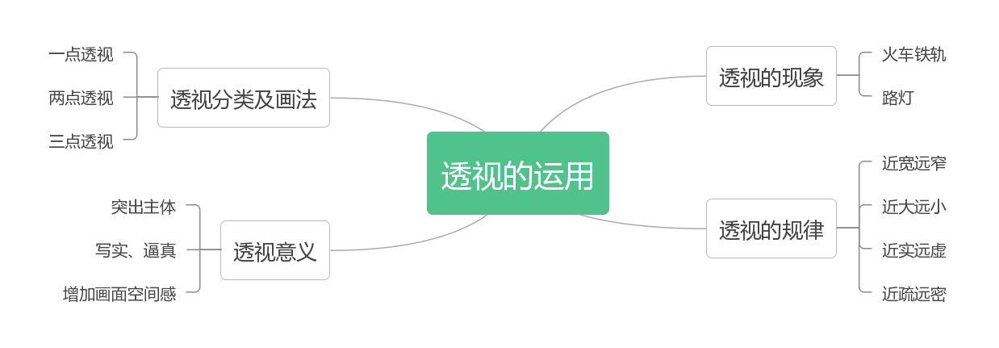 透视的运用
透视的现象
火车铁轨
路灯
透视的规律
近宽远窄
近大远小
近实远虚
近疏远密
透视分类及画法
一点透视
两点透视
三点透视
透视意义
突出主体
写实、逼真
增加画面空间感